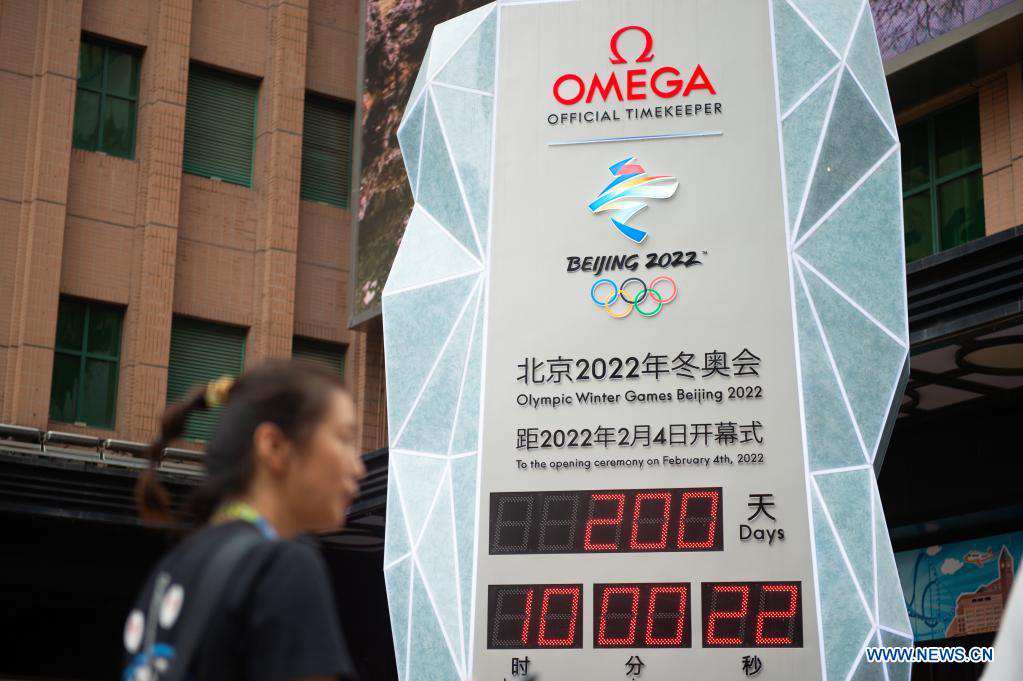 Ω
OMEGA
OFFICIAL TIMEKEEPER
BEIJING 2022™
北京2022年冬奥会
Olympic Winter Games Beijing 2022
距2022年2月4日开幕式
To the opening ceremony on February 4th, 2022
200 天
Days
10 00 22
时 分 秒
WWW.NEWS.CN